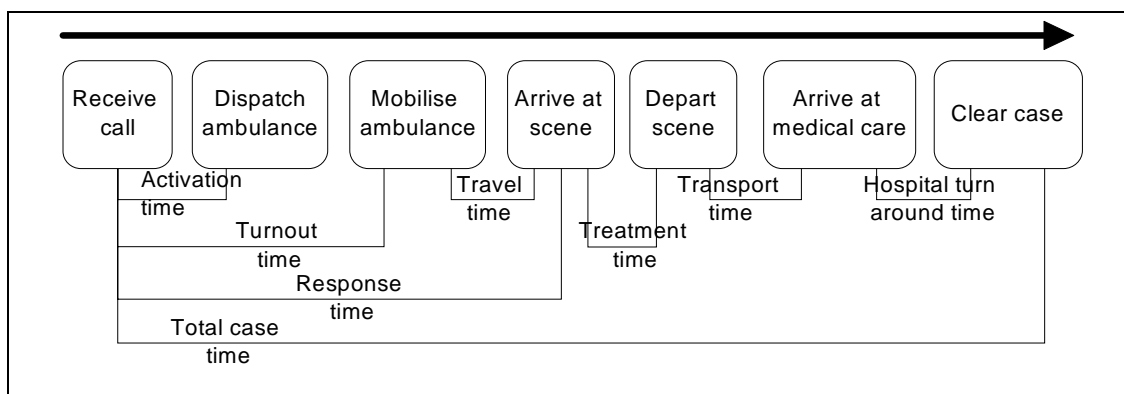 Receive
call
Dispatch
ambulance
Mobilise
ambulance
Arrive at
scene
Depart
scene
Arrive at
medical care
Clear case
Activation
time
Travel
time
Transport
time
Hospital turn
around time
Turnout
time
Treatment
time
Response
time
Total case
time